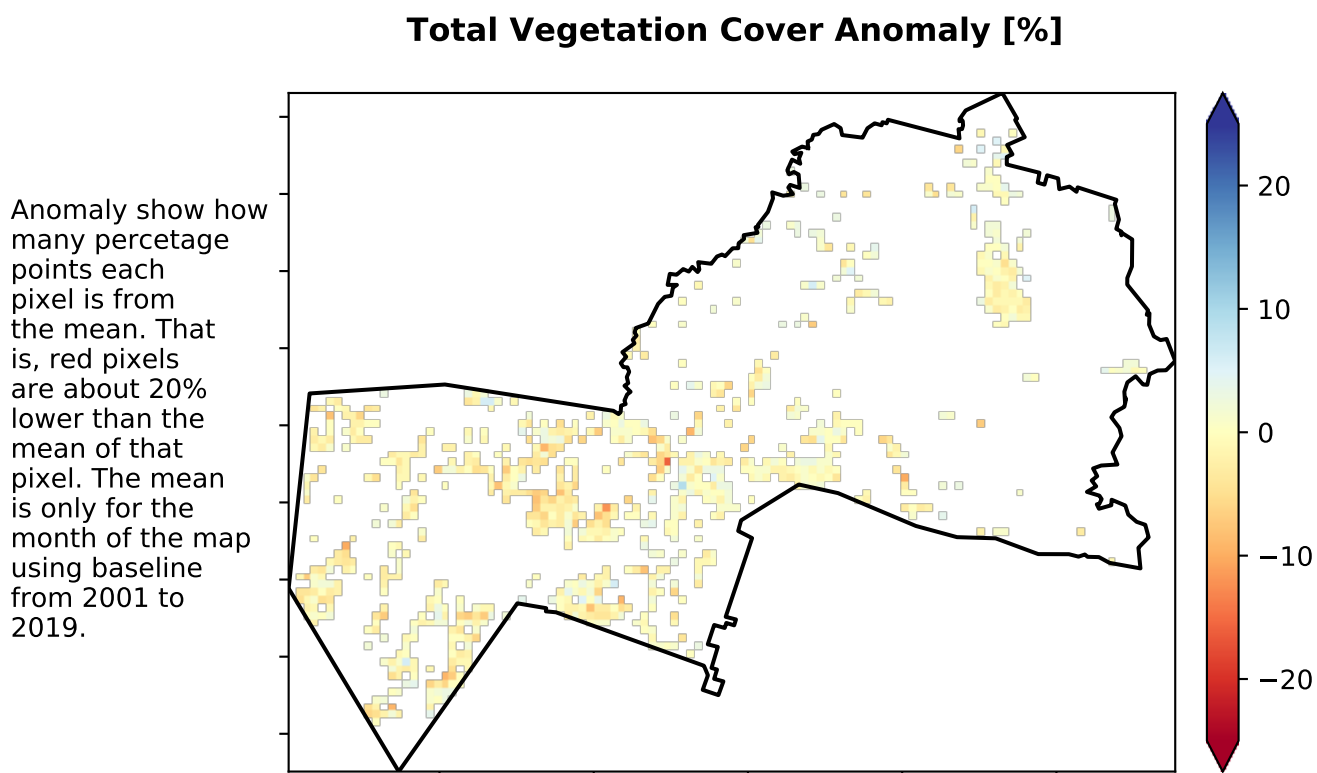 Total Vegetation Cover Anomaly [%]
Anomaly show how
many percetage
points each
pixel is from
the mean. That
is, red pixels
are about 20%
lower than the
mean of that
pixel. The mean
is only for the
month of the map
using baseline
from 2001 to
2019.
20
10
0
−10
−20